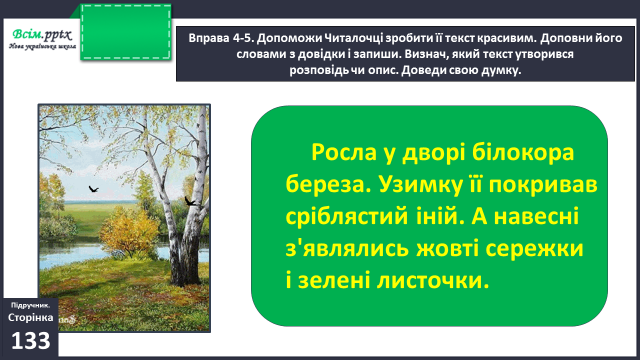 Всім.pptx
Нова українська школа
Вправа 4-5. Допоможи Читалочці зробити її текст красивим. Доповни його
словами з довідки і запиши. Визнач, який текст утворився
розповідь чи опис. Доведи свою думку.
Росла у дворі білокора
береза. Узимку її покривав
сріблястий іній. А навесні
з'являлись жовті сережки
і зелені листочки.
Підручник.
Сторінка
133